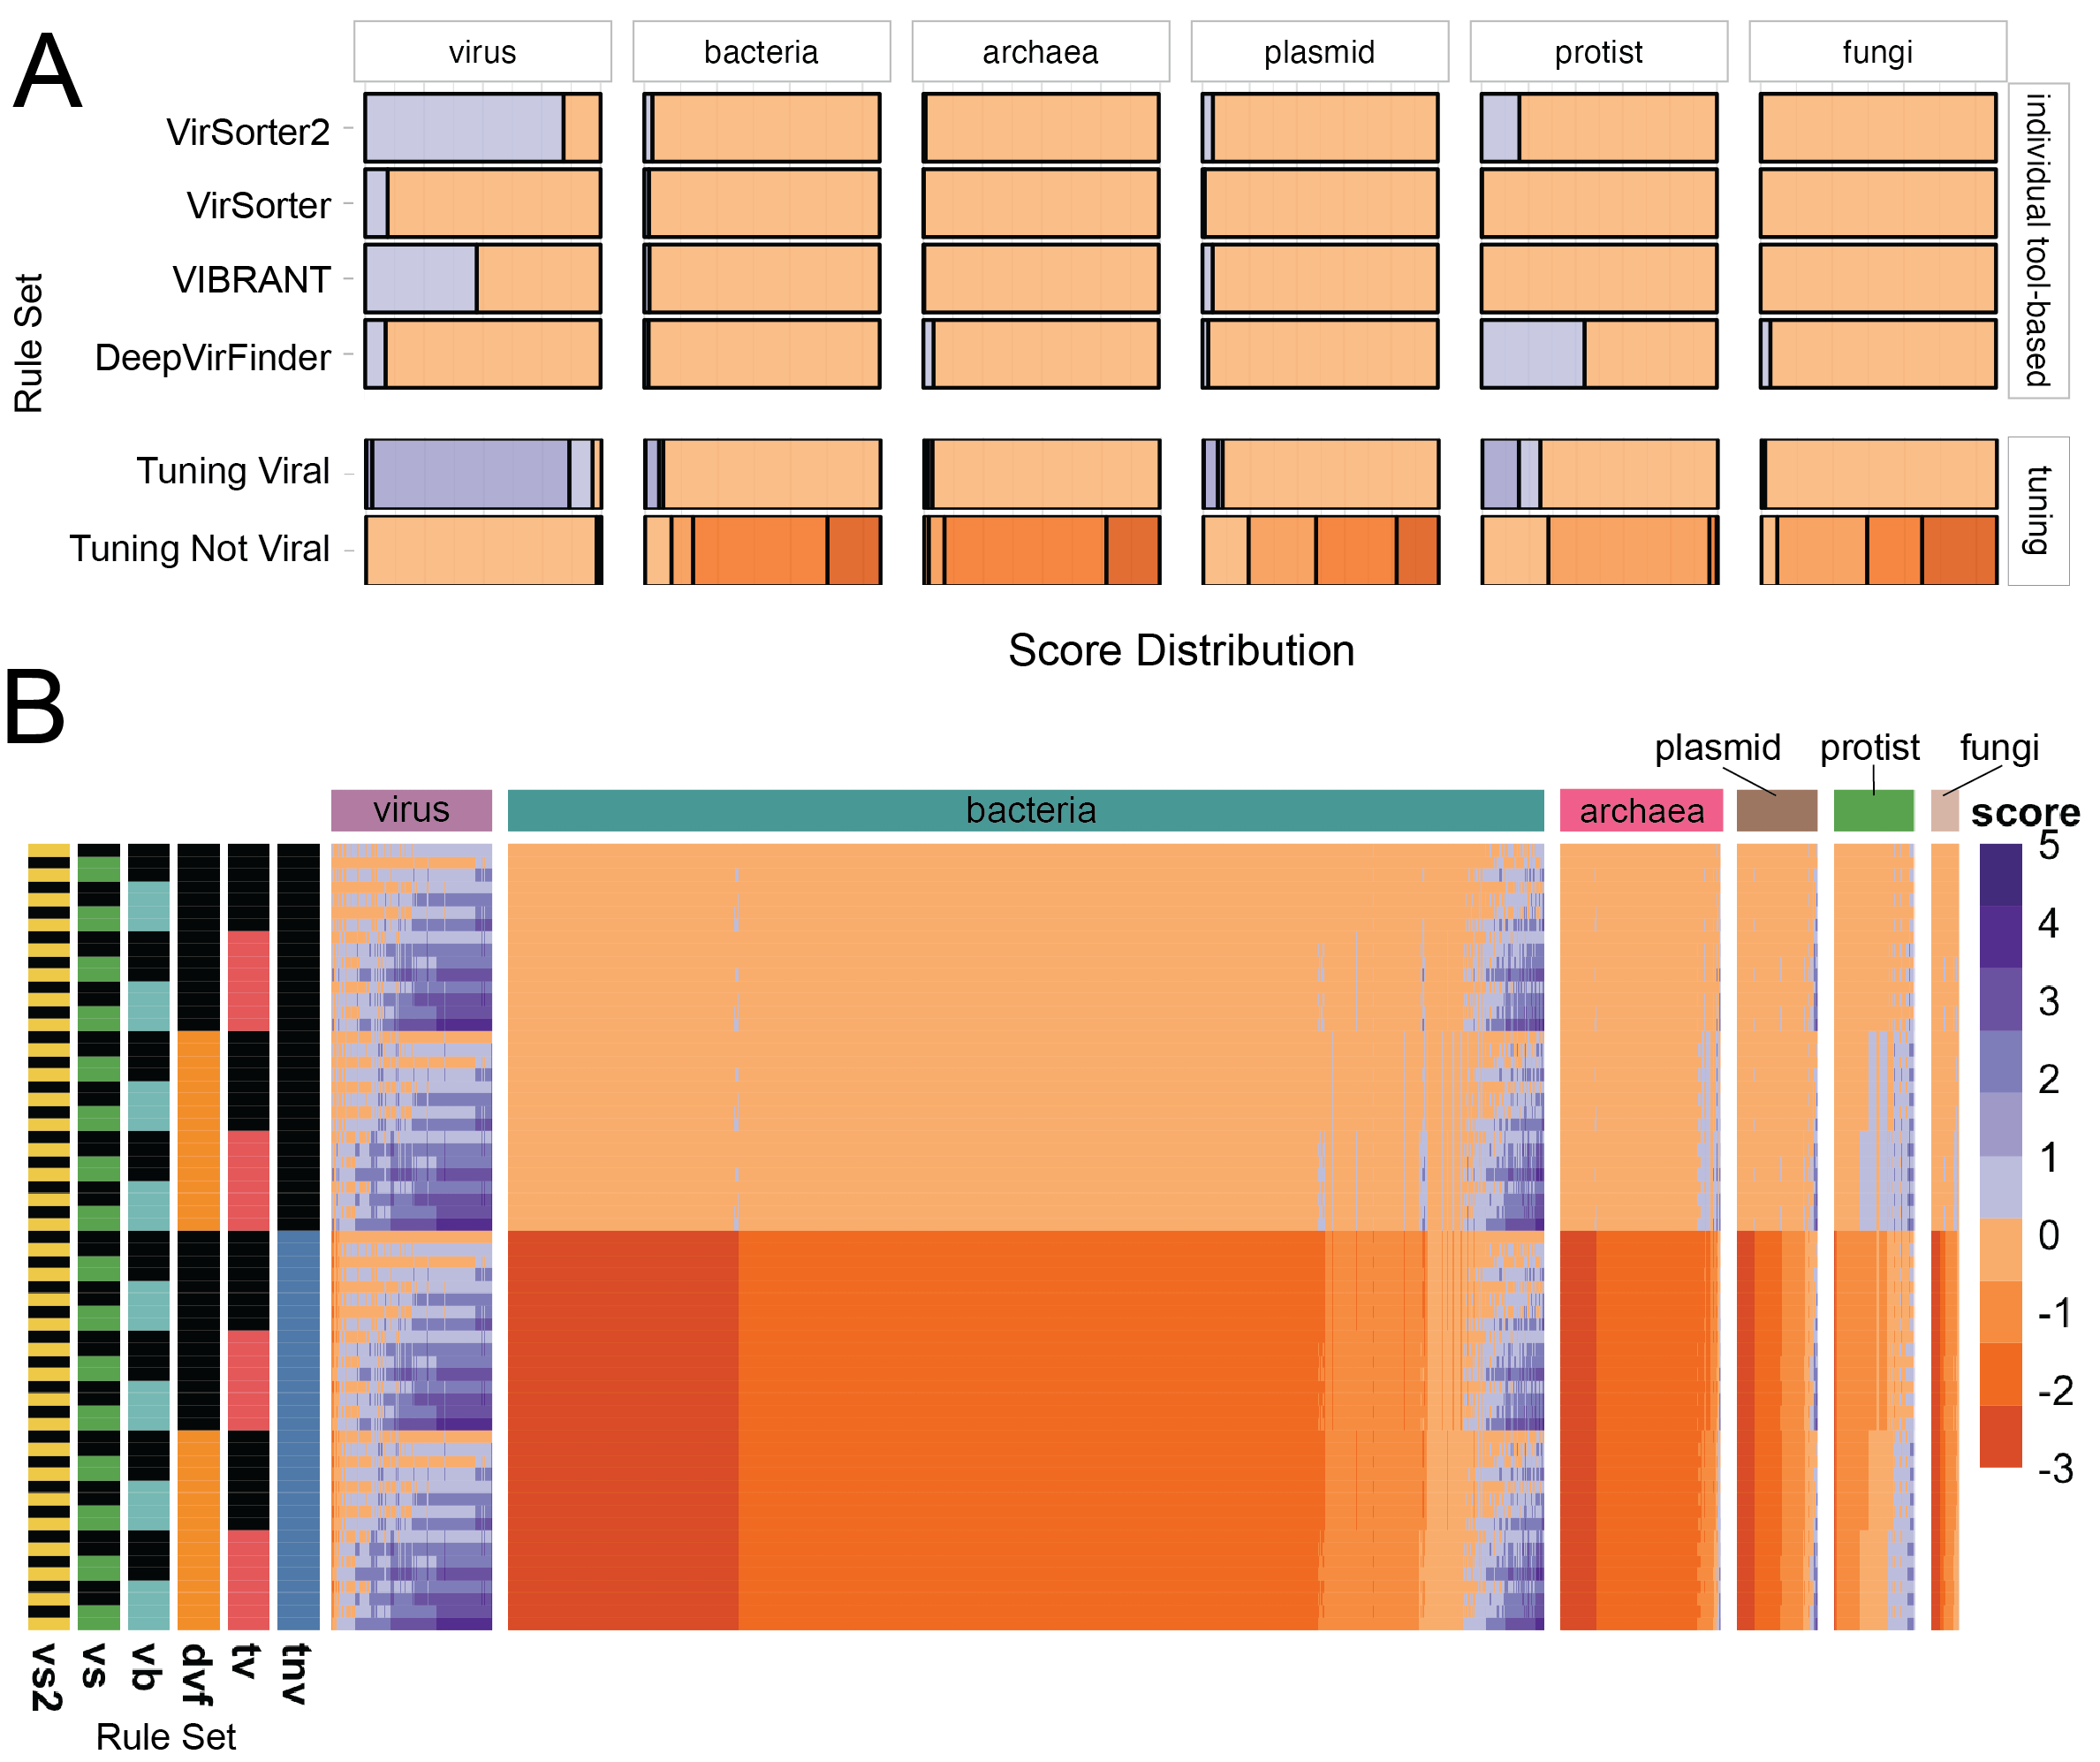 A
virus bacteria archaea plasmid protist fungi
VirSorter2
VirSorter
VIBRANT
DeepVirFinder
Tuning Viral
Tuning Not Viral
Rule Set
individual tool-based
tuning
Score Distribution
B
plasmid protist fungi
virus bacteria archaea
score
5
4
3
2
1
0
-1
-2
-3
vs2 vs vb dvf tv tnv
Rule Set